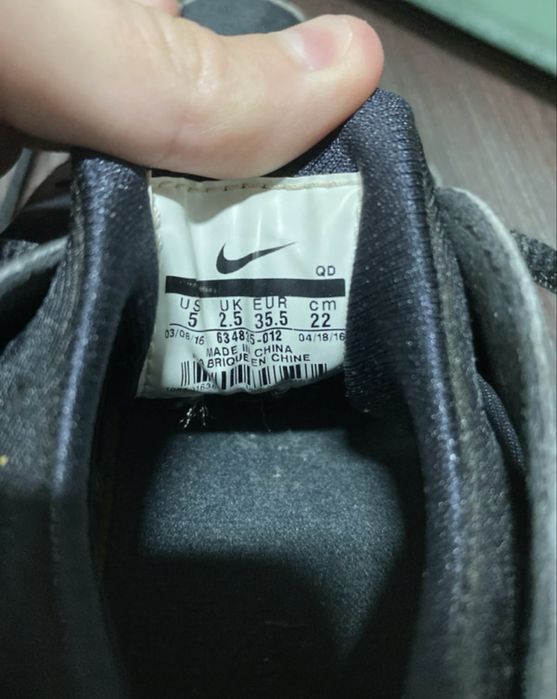 QD
US UK EUR cm
5 2.5 35.5 22
03/08/16 634835-012 04/18/16
MADE IN CHINA
FABRIQUE EN CHINE